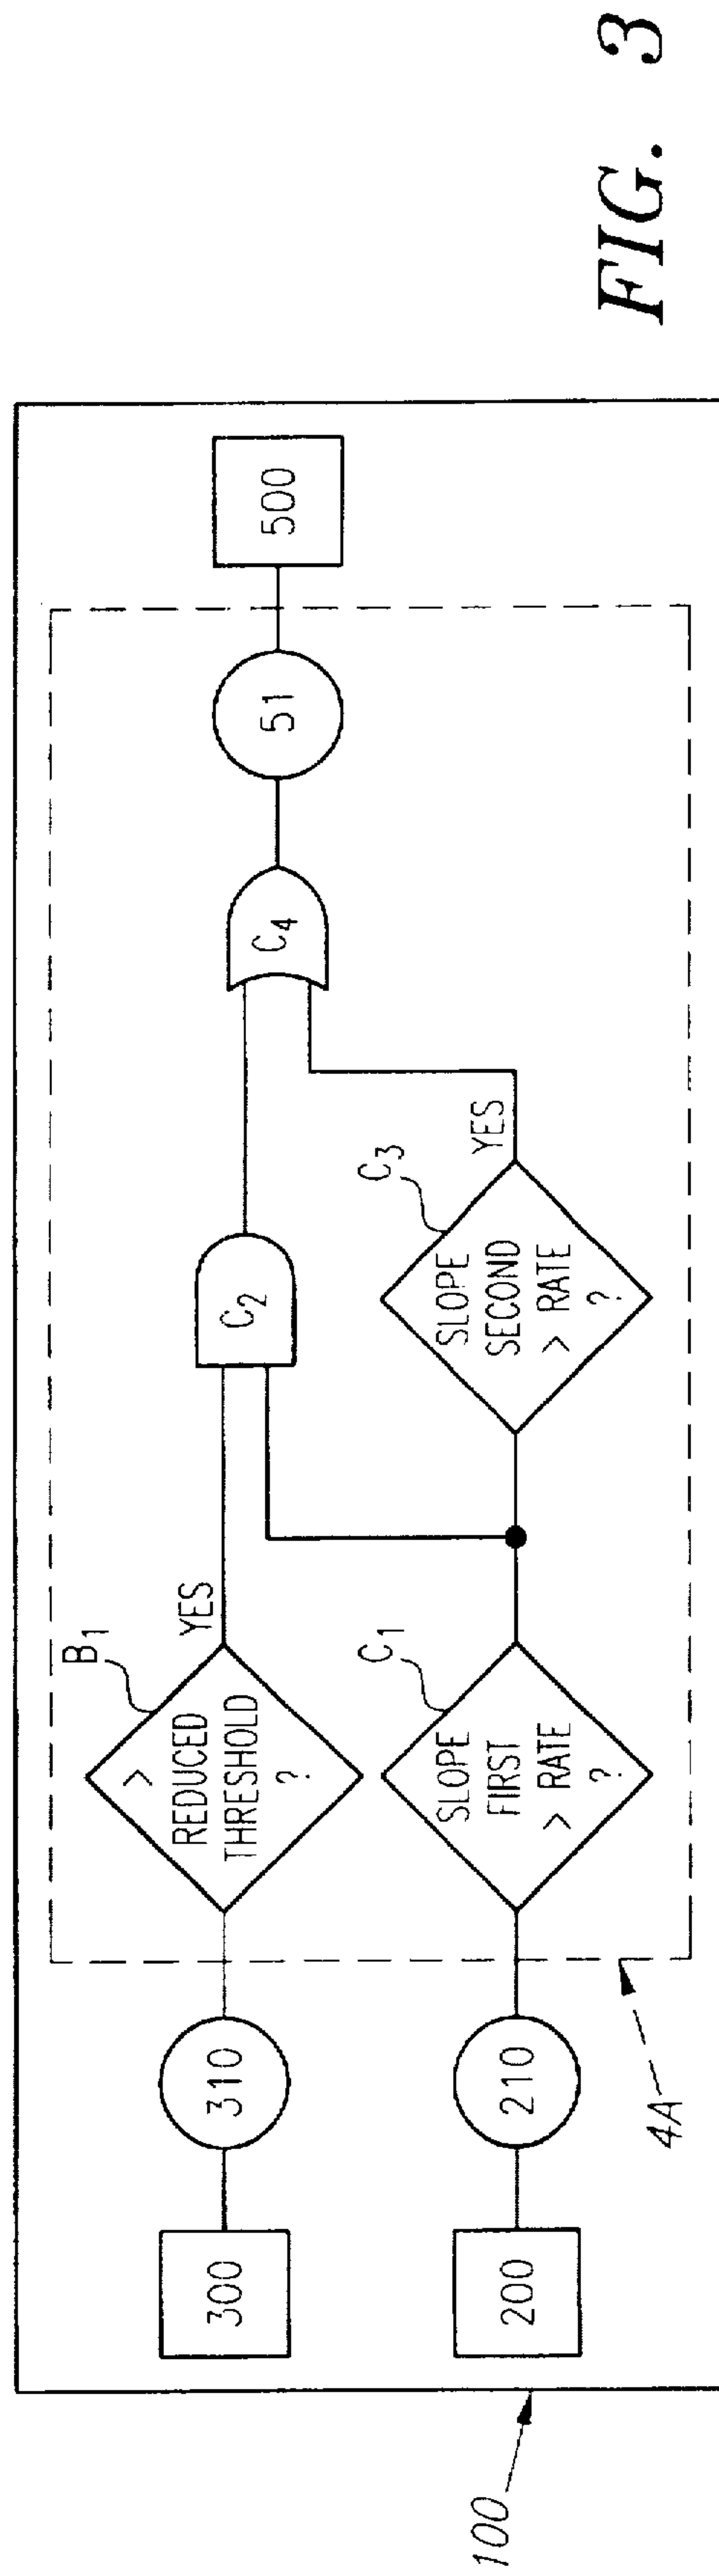 100
300
310
B1
>
REDUCED
THRESHOLD
?
YES
C2
C4
51
500
200
210
C1
SLOPE
FIRST
> RATE
?
C3
SLOPE
SECOND
> RATE
?
YES
4A
FIG. 3